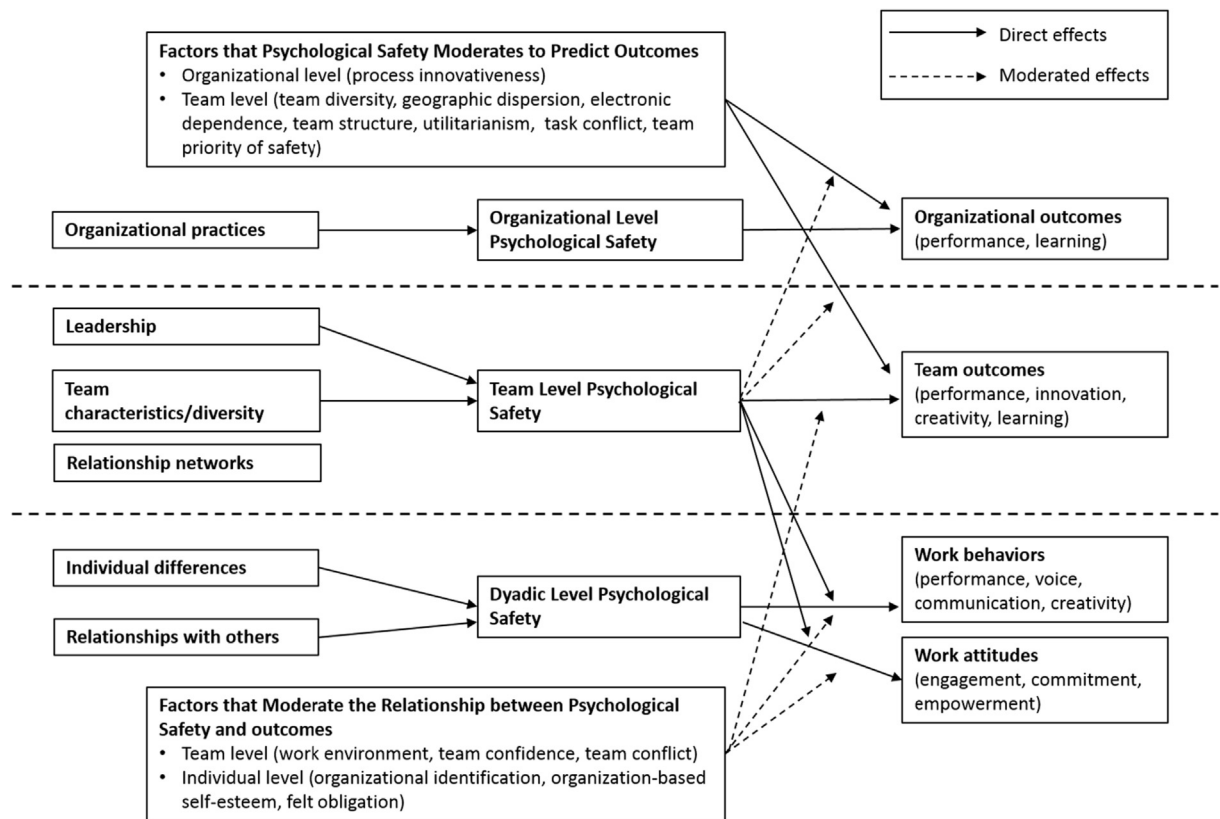 Factors that Psychological Safety Moderates to Predict Outcomes
• Organizational level (process innovativeness)
• Team level (team diversity, geographic dispersion, electronic
dependence, team structure, utilitarianism, task conflict, team
priority of safety)
Direct effects
Moderated effects
Organizational practices
Organizational Level
Psychological Safety
Organizational outcomes
(performance, learning)
Leadership
Team
characteristics/diversity
Relationship networks
Team Level Psychological
Safety
Team outcomes
(performance, innovation,
creativity, learning)
Individual differences
Relationships with others
Dyadic Level Psychological
Safety
Work behaviors
(performance, voice,
communication, creativity)
Work attitudes
(engagement, commitment,
empowerment)
Factors that Moderate the Relationship between Psychological
Safety and outcomes
• Team level (work environment, team confidence, team conflict)
• Individual level (organizational identification, organization-based
self-esteem, felt obligation)